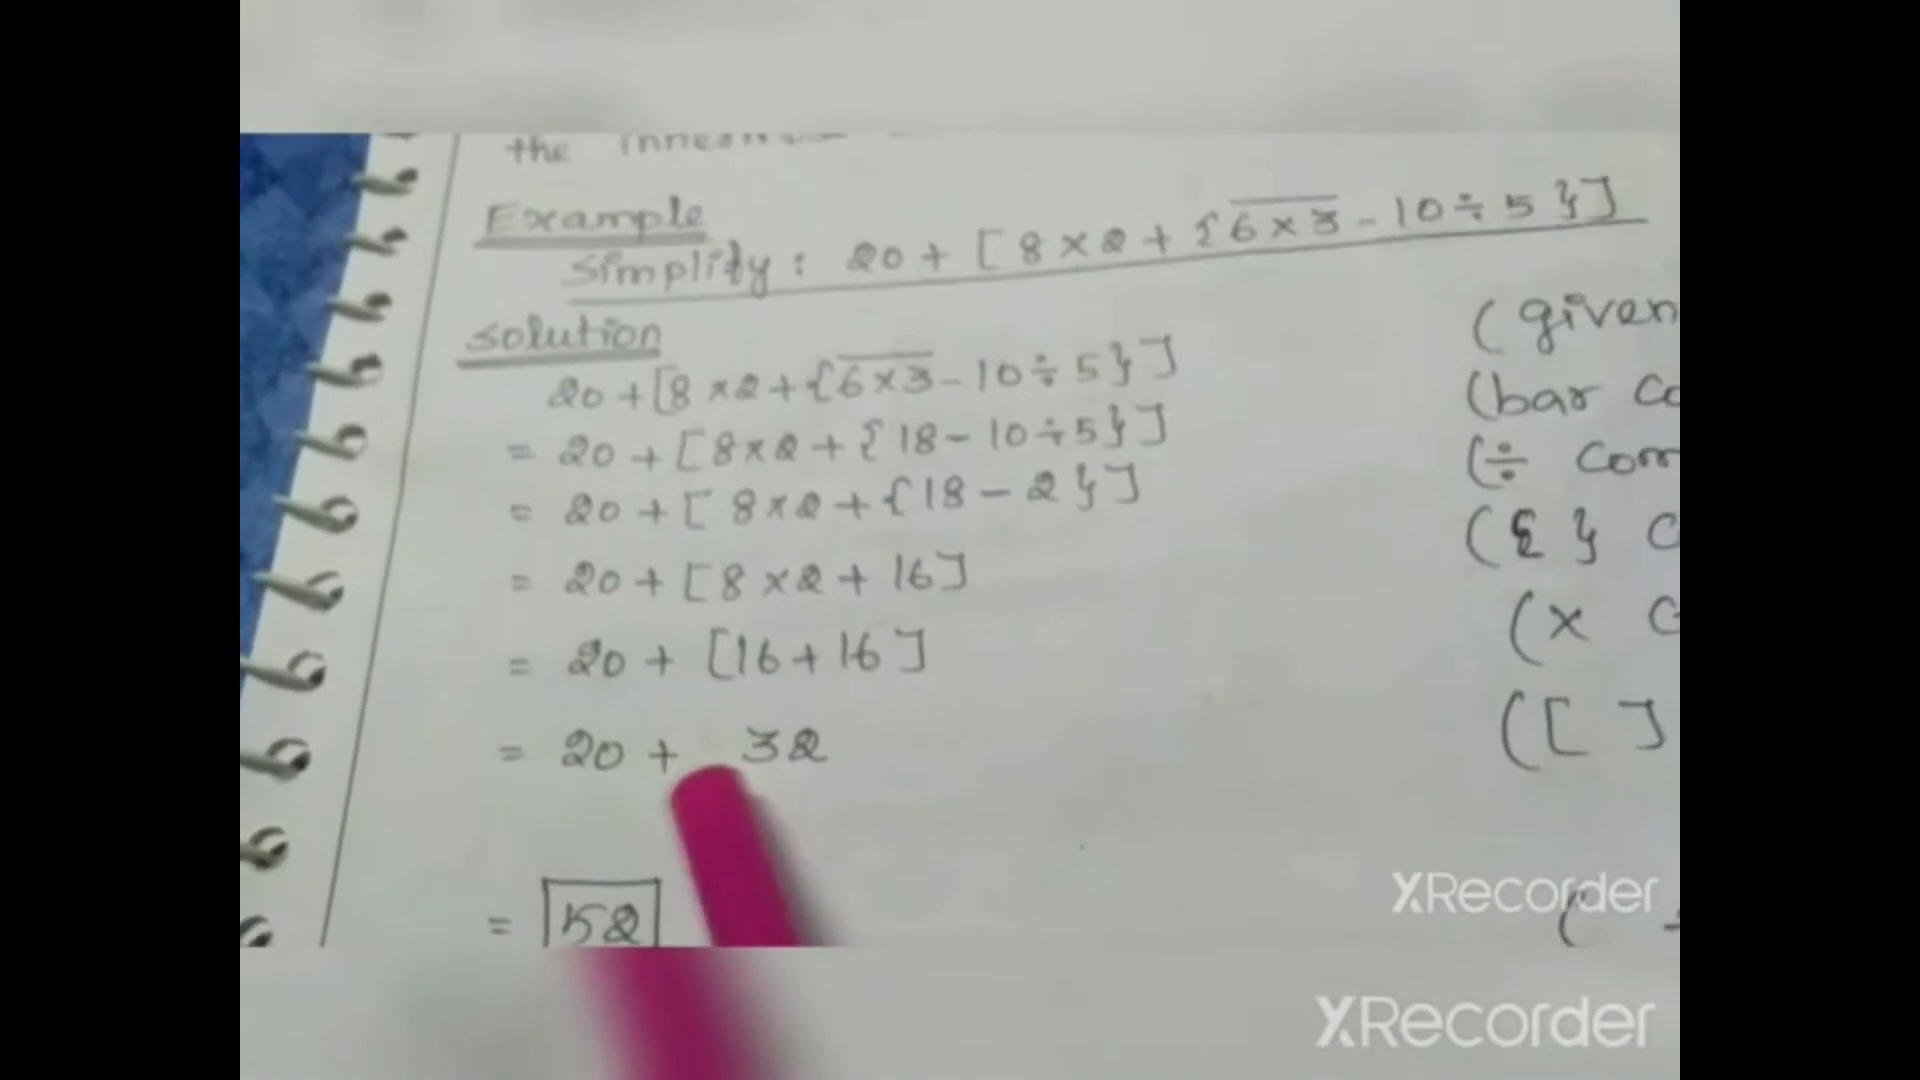 the
Example
Simplify: 20 + [ 8 × 2 + { 6̅ ×̅ 3̅ - 10 ÷ 5 } ]
Solution
20 + [ 8 × 2 + { 6̅ ×̅ 3̅ - 10 ÷ 5 } ] (given
= 20 + [ 8 × 2 + { 18 - 10 ÷ 5 } ] (bar
= 20 + [ 8 × 2 + { 18 - 2 } ] (÷
= 20 + [ 8 × 2 + 16 ] ({ }
= 20 + [ 16 + 16 ] (×
= 20 + 32 ([ ]
= 52 (
XRecorder
XRecorder